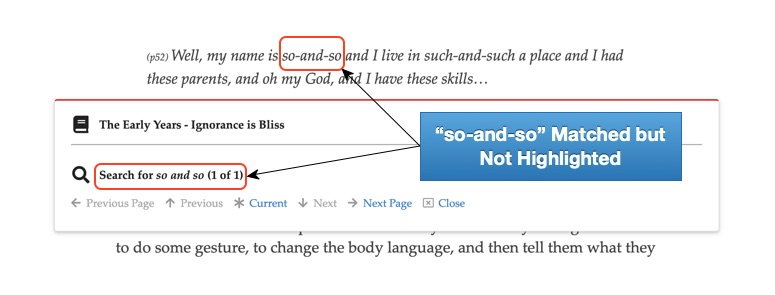 (p52) Well, my name is so-and-so and I live in such-and-such a place and I had
these parents, and oh my God, and I have these skills…
The Early Years - Ignorance is Bliss
"so-and-so" Matched but
Not Highlighted
Search for so and so (1 of 1)
Previous Page Previous Current Next Next Page Close
to do some gesture, to change the body language, and then tell them what they